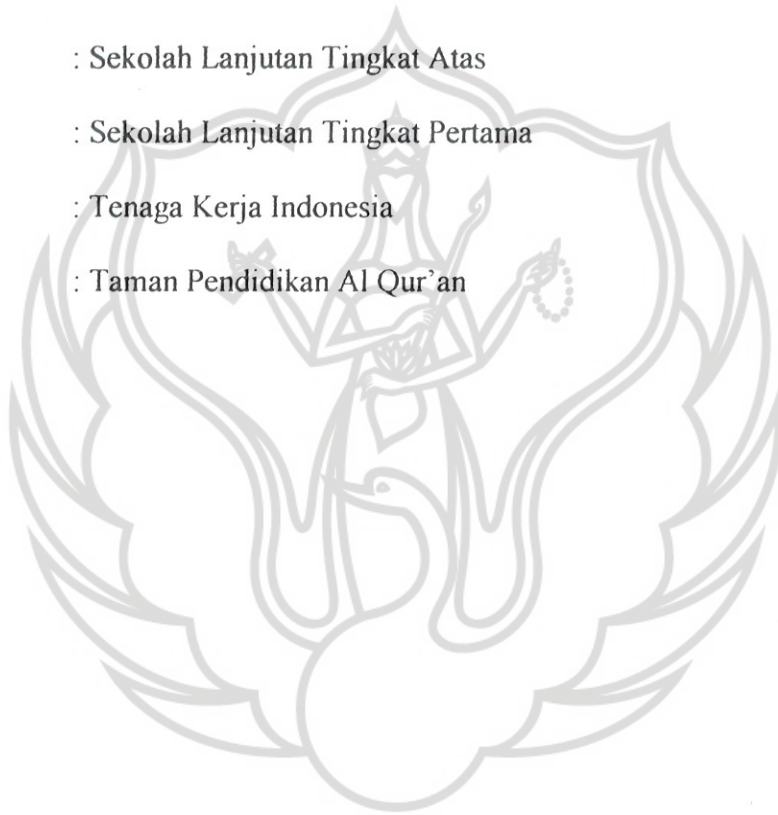 : Sekolah Lanjutan Tingkat Atas
: Sekolah Lanjutan Tingkat Pertama
: Tenaga Kerja Indonesia
: Taman Pendidikan Al Qur'an